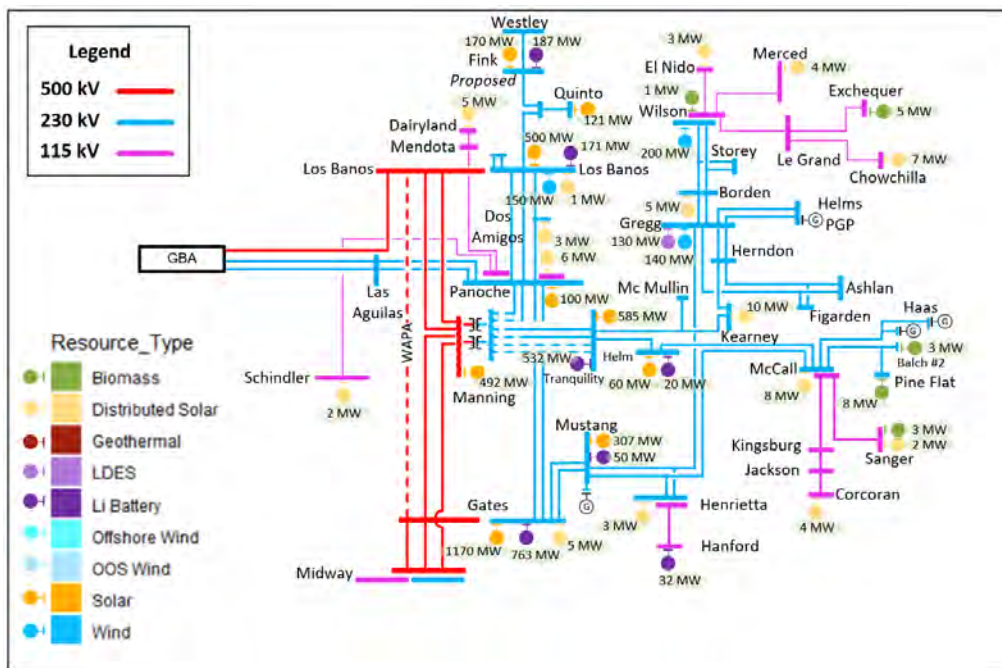 Legend
500 kV
230 kV
115 kV
Westley
170 MW
187 MW
Fink
Proposed
Quinto
121 MW
5 MW
Dairyland
Mendota
500 MW
171 MW
Los Banos
Los Banos
150 MW
1 MW
Dos
Amigos
3 MW
6 MW
GBA
Las
Aguilas
Panoche
100 MW
WAPA
Schindler
2 MW
Manning
492 MW
585 MW
532 MW
Tranquility
Mc Mullin
Helm
60 MW
20 MW
Kearney
10 MW
3 MW
El Nido
Merced
4 MW
1 MW
Wilson
Exchequer
5 MW
200 MW
Storey
Le Grand
7 MW
Chowchilla
Borden
5 MW
Gregg
130 MW
140 MW
Helms
G
PGP
Herndon
Ashlan
Figarden
Haas
G
G
3 MW
Balch #2
McCall
Pine Flat
8 MW
8 MW
3 MW
2 MW
Sanger
Kingsburg
Jackson
Corcoran
4 MW
Mustang
307 MW
50 MW
G
Gates
1170 MW
763 MW
5 MW
Henrietta
3 MW
Hanford
32 MW
Midway
Resource_Type
Biomass
Distributed Solar
Geothermal
LDES
Li Battery
Offshore Wind
OOS Wind
Solar
Wind